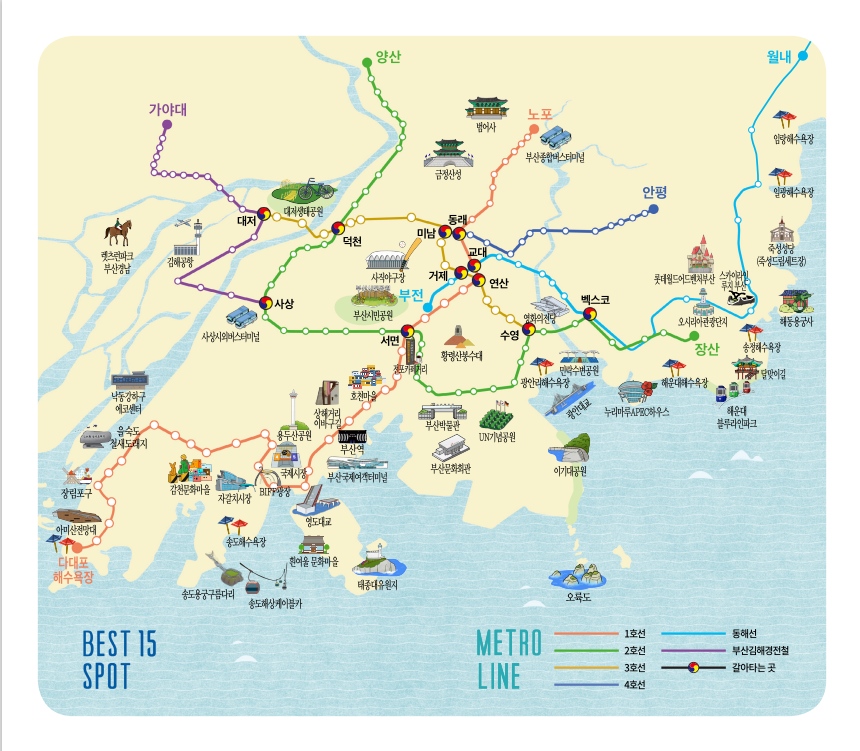 양산
월내
가야대
노포
범어사
임랑해수욕장
금정산성
부산종합버스터미널
일광해수욕장
안평
대저생태공원
대저
동래
미남
덕천
죽성성당
(죽성드림세트장)
렛츠런파크
부산경남
김해공항
교대
사직야구장
거제
연산
롯데월드어드벤처부산
스카이라인
루지 부산
부전
벡스코
사상
부산시민공원
영화의전당
오시리아관광단지
해동용궁사
사상시외버스터미널
서면
수영
장산
송정해수욕장
황령산봉수대
전포카페거리
민락수변공원
달맞이길
광안리해수욕장
해운대해수욕장
호천마을
낙동강하구
에코센터
상해거리
이바구길
광안대교
누리마루APEC하우스
해운대
블루라인파크
부산박물관
UN기념공원
을숙도
철새도래지
용두산공원
부산역
부산문화회관
이기대공원
국제시장
부산국제여객터미널
장림포구
감천문화마을
자갈치시장
BIFF광장
아미산전망대
영도대교
송도해수욕장
다대포
해수욕장
흰여울 문화마을
태종대유원지
송도용궁구름다리
송도해상케이블카
오륙도
BEST 15
SPOT
METRO
LINE
1호선
2호선
3호선
4호선
동해선
부산김해경전철
갈아타는 곳